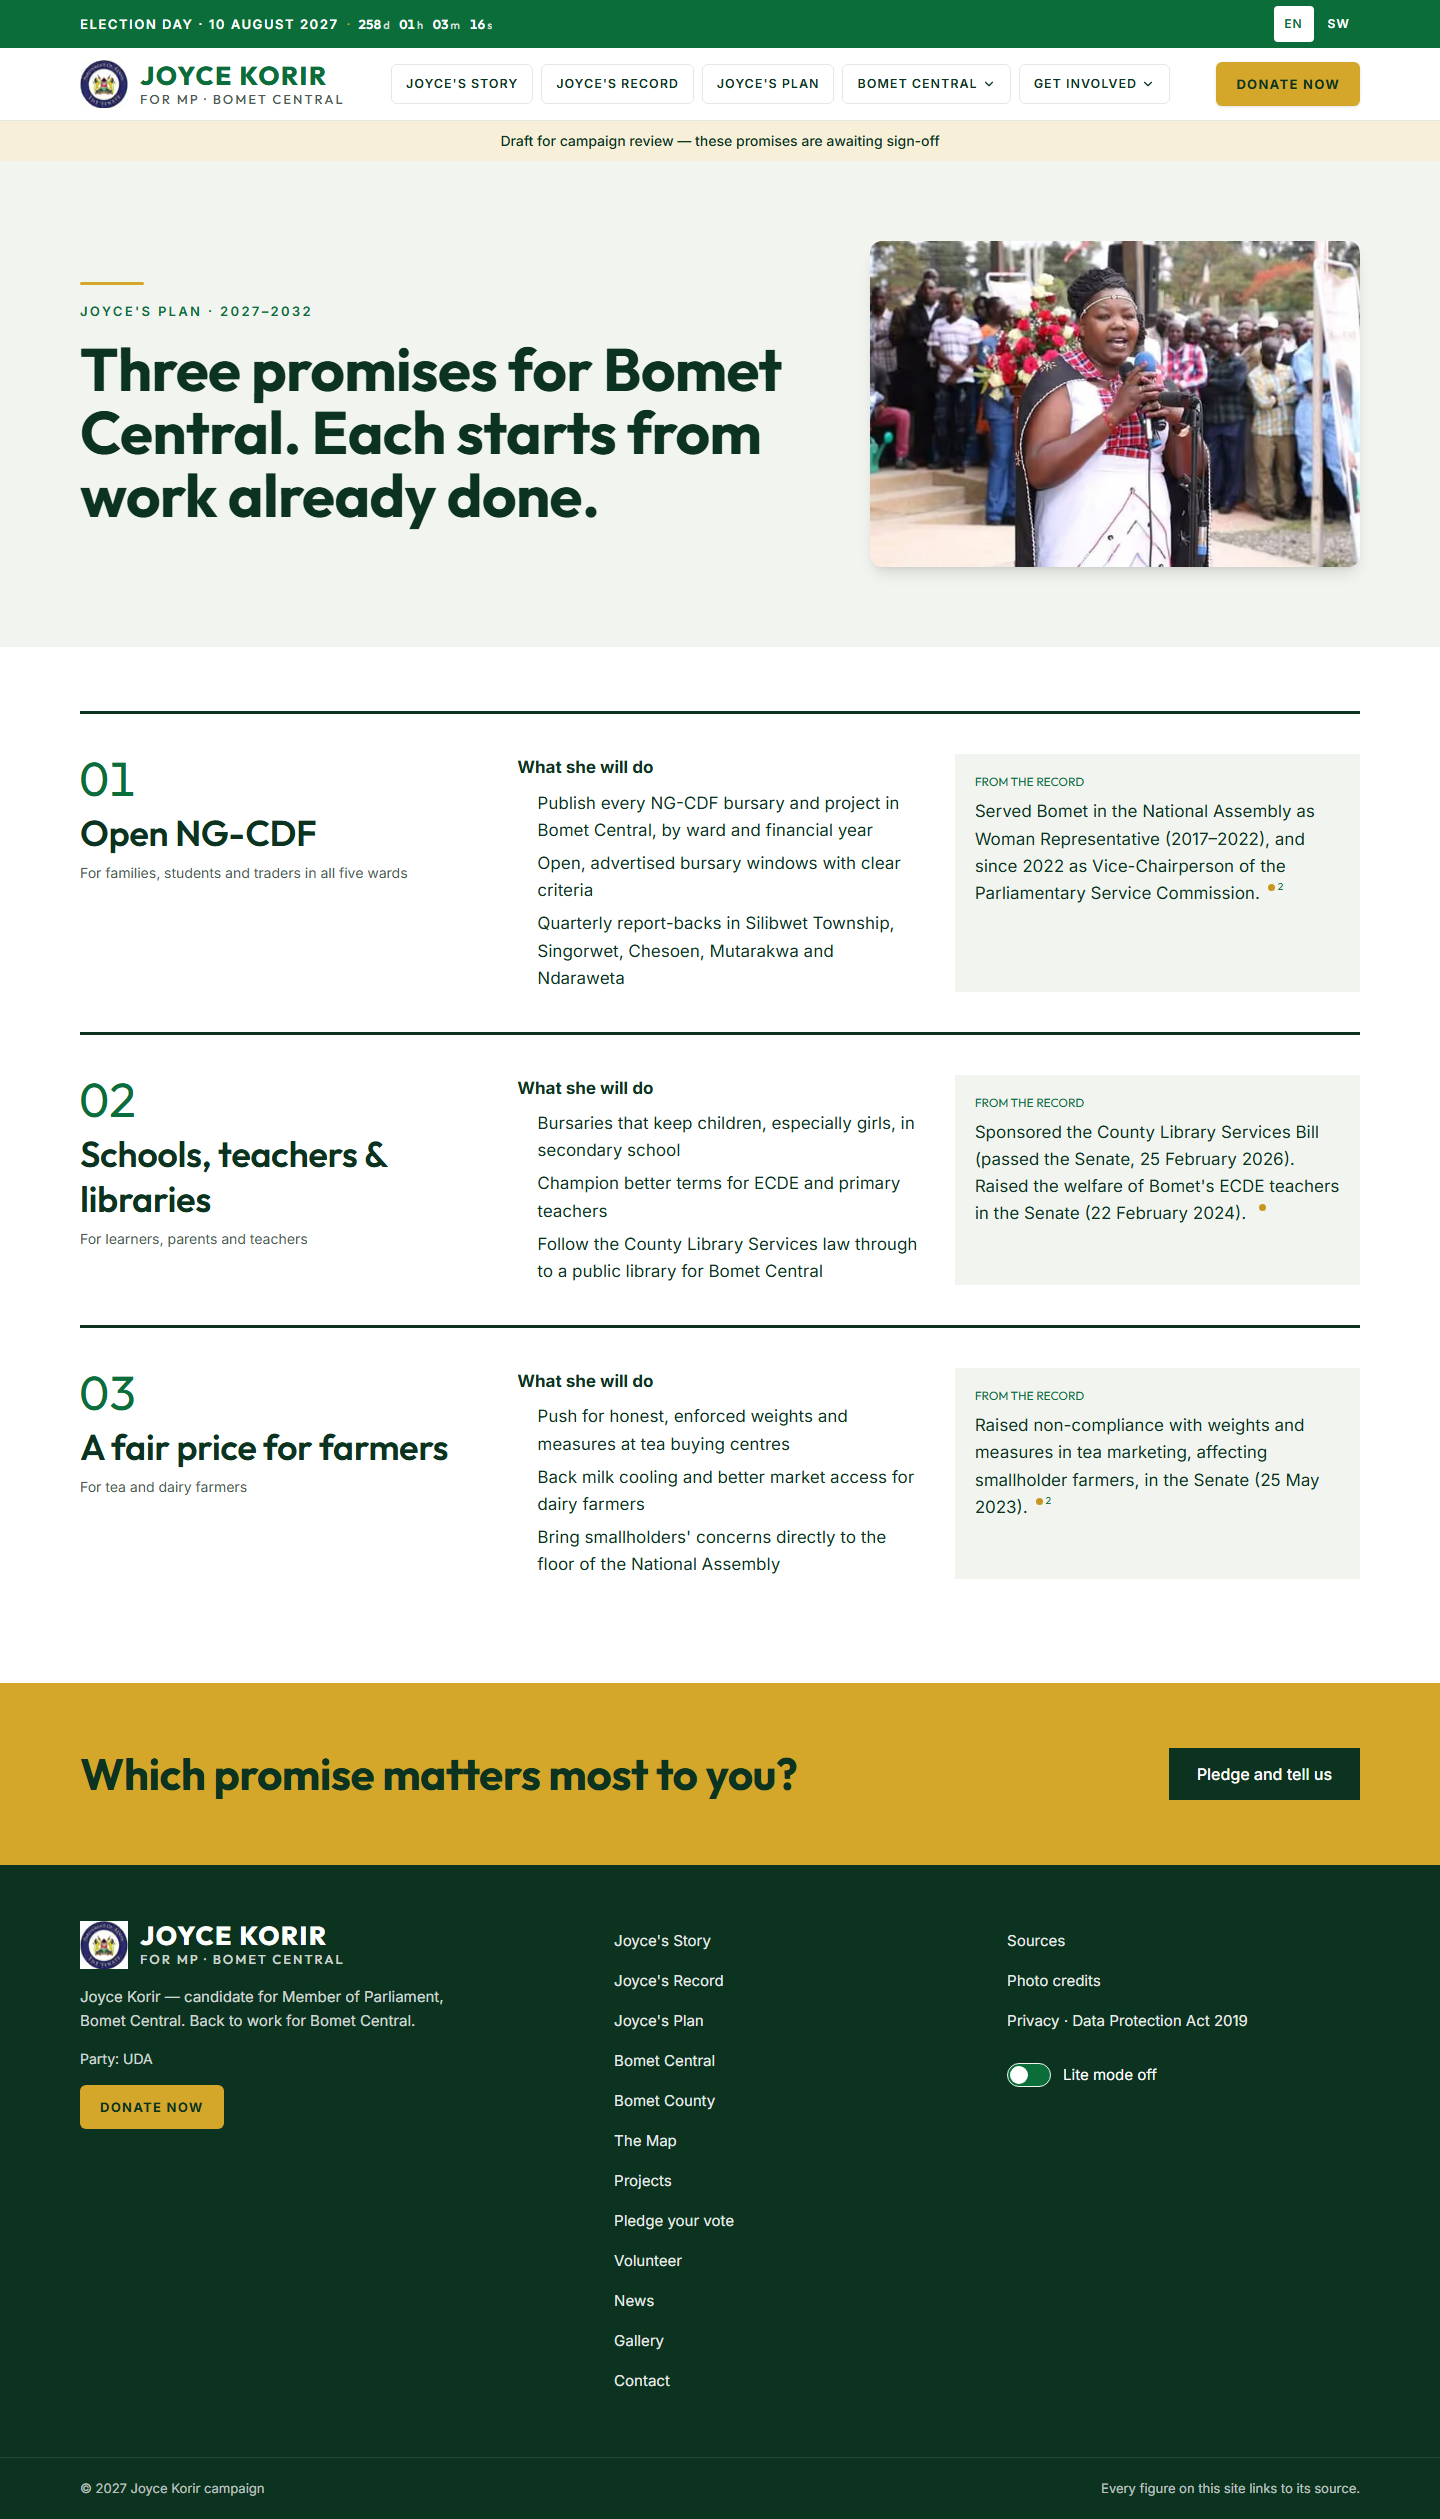 ELECTION DAY · 10 AUGUST 2027 · 258d 01h 03m 16s
EN SW
JOYCE KORIR
FOR MP · BOMET CENTRAL
JOYCE'S STORY
JOYCE'S RECORD
JOYCE'S PLAN
BOMET CENTRAL
GET INVOLVED
DONATE NOW
Draft for campaign review — these promises are awaiting sign-off
JOYCE'S PLAN · 2027–2032
Three promises for Bomet
Central. Each starts from
work already done.
01
Open NG-CDF
For families, students and traders in all five wards
What she will do
Publish every NG-CDF bursary and project in
Bomet Central, by ward and financial year
Open, advertised bursary windows with clear
criteria
Quarterly report-backs in Silibwet Township,
Singorwet, Chesoen, Mutarakwa and
Ndaraweta
FROM THE RECORD
Served Bomet in the National Assembly as
Woman Representative (2017–2022), and
since 2022 as Vice-Chairperson of the
Parliamentary Service Commission. 2
02
Schools, teachers &
libraries
For learners, parents and teachers
What she will do
Bursaries that keep children, especially girls, in
secondary school
Champion better terms for ECDE and primary
teachers
Follow the County Library Services law through
to a public library for Bomet Central
FROM THE RECORD
Sponsored the County Library Services Bill
(passed the Senate, 25 February 2026).
Raised the welfare of Bomet's ECDE teachers
in the Senate (22 February 2024).
03
A fair price for farmers
For tea and dairy farmers
What she will do
Push for honest, enforced weights and
measures at tea buying centres
Back milk cooling and better market access for
dairy farmers
Bring smallholders' concerns directly to the
floor of the National Assembly
FROM THE RECORD
Raised non-compliance with weights and
measures in tea marketing, affecting
smallholder farmers, in the Senate (25 May
2023). 2
Which promise matters most to you?
Pledge and tell us
JOYCE KORIR
FOR MP · BOMET CENTRAL
Joyce Korir — candidate for Member of Parliament,
Bomet Central. Back to work for Bomet Central.
Party: UDA
DONATE NOW
Joyce's Story
Joyce's Record
Joyce's Plan
Bomet Central
Bomet County
The Map
Projects
Pledge your vote
Volunteer
News
Gallery
Contact
Sources
Photo credits
Privacy · Data Protection Act 2019
Lite mode off
© 2027 Joyce Korir campaign
Every figure on this site links to its source.